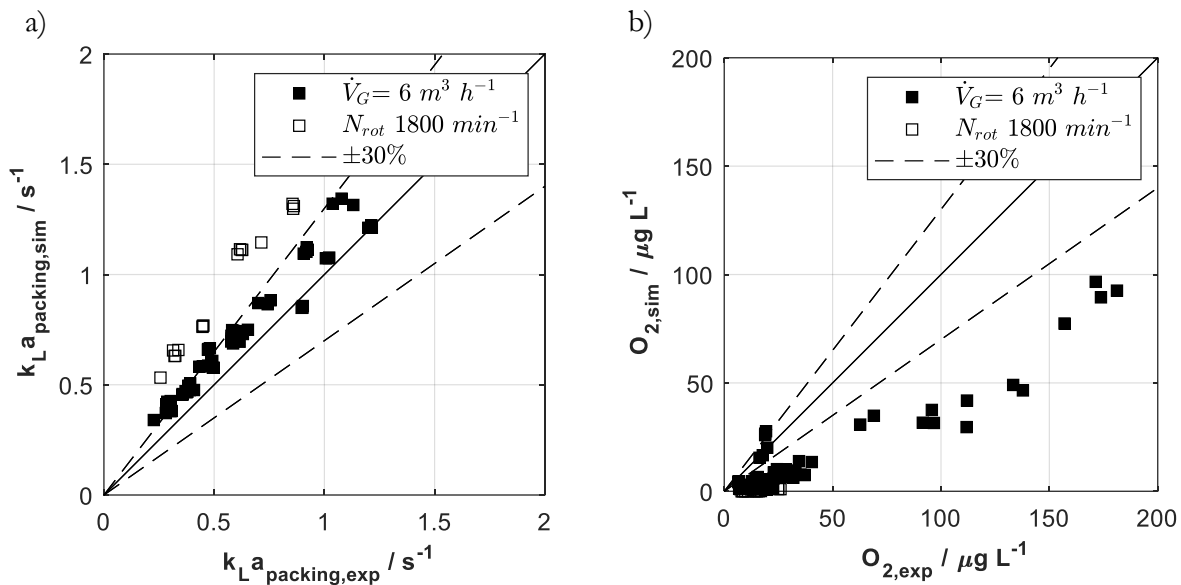 a)
2
1.5
1
0.5
0
0
0.5
1
1.5
2
k_L a_packing,sim / s^-1
k_L a_packing,exp / s^-1
V̇_G = 6 m³ h⁻¹
N_rot 1800 min⁻¹
±30%
b)
200
150
100
50
0
0
50
100
150
200
O_2,sim / μg L^-1
O_2,exp / μg L^-1
V̇_G = 6 m³ h⁻¹
N_rot 1800 min⁻¹
±30%